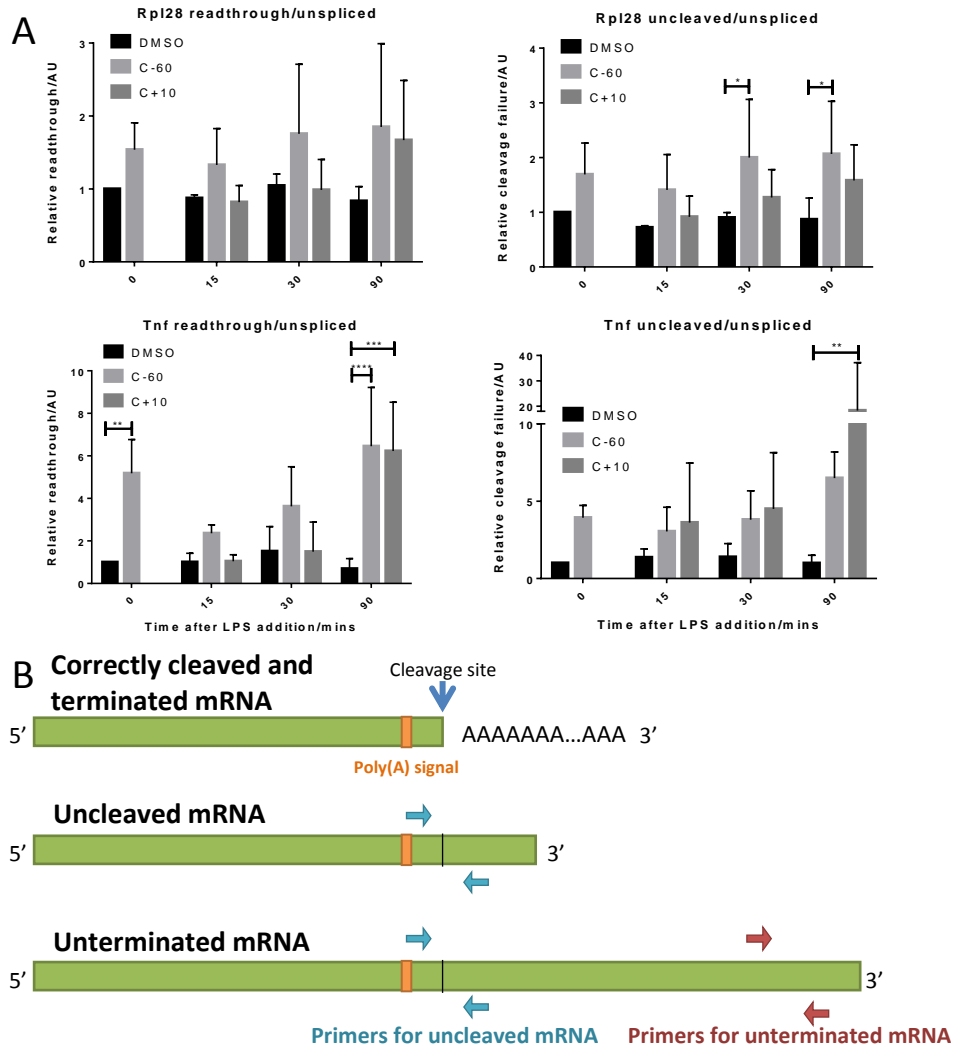 A
Rpl28 readthrough/unspliced
Relative readthrough/AU
3
2
1
0
DMSO
C-60
C+10
0
15
30
90
Rpl28 uncleaved/unspliced
Relative cleavage failure/AU
4
3
2
1
0
DMSO
C-60
C+10
*
*
0
15
30
90
Tnf readthrough/unspliced
Relative readthrough/AU
10
8
6
4
2
0
DMSO
C-60
C+10
**
***
****
0
15
30
90
Time after LPS addition/mins
Tnf uncleaved/unspliced
Relative cleavage failure/AU
40
30
20
10
5
0
DMSO
C-60
C+10
**
0
15
30
90
Time after LPS addition/mins
B
Correctly cleaved and
terminated mRNA
Cleavage site
5’
AAAAAAA...AAA 3’
Poly(A) signal
Uncleaved mRNA
5’
3’
Unterminated mRNA
5’
3’
Primers for uncleaved mRNA
Primers for unterminated mRNA